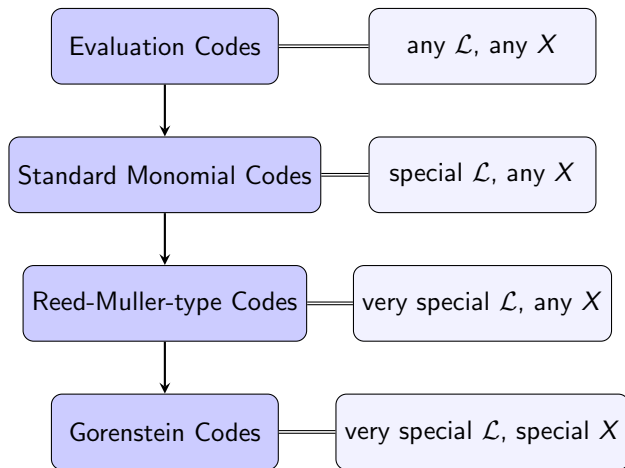 Evaluation Codes
any ℒ, any X
Standard Monomial Codes
special ℒ, any X
Reed-Muller-type Codes
very special ℒ, any X
Gorenstein Codes
very special ℒ, special X